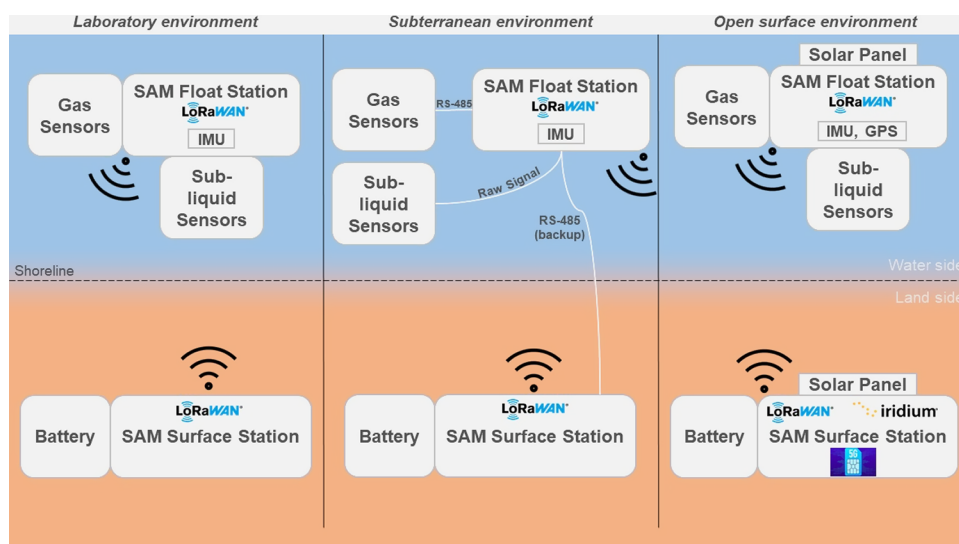 Laboratory environment
Subterranean environment
Open surface environment
Gas
Sensors
SAM Float Station
LoRaWAN®
IMU
Sub-
liquid
Sensors
Gas
Sensors
RS-485
SAM Float Station
LoRaWAN®
IMU
Sub-
liquid
Sensors
Raw Signal
RS-485
(backup)
Solar Panel
Gas
Sensors
SAM Float Station
LoRaWAN®
IMU, GPS
Sub-
liquid
Sensors
Shoreline
Water side
Land side
Battery
LoRaWAN®
SAM Surface Station
Battery
LoRaWAN®
SAM Surface Station
Solar Panel
Battery
LoRaWAN®
iridium®
SAM Surface Station
5G